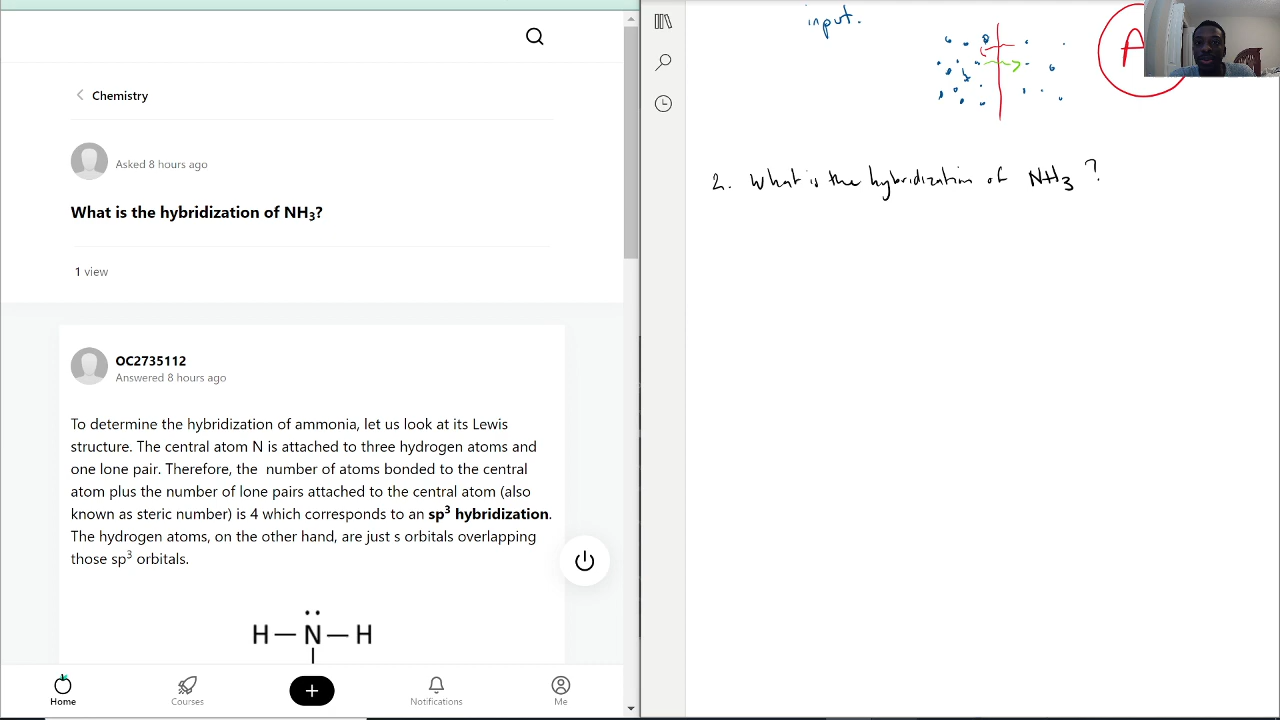 Chemistry
Asked 8 hours ago
What is the hybridization of NH₃?
1 view
OC2735112
Answered 8 hours ago
To determine the hybridization of ammonia, let us look at its Lewis
structure. The central atom N is attached to three hydrogen atoms and
one lone pair. Therefore, the number of atoms bonded to the central
atom plus the number of lone pairs attached to the central atom (also
known as steric number) is 4 which corresponds to an sp³ hybridization.
The hydrogen atoms, on the other hand, are just s orbitals overlapping
those sp³ orbitals.
H — N — H
Home
Courses
+
Notifications
Me
input.
A
2. What is the hybridization of NH₃ ?